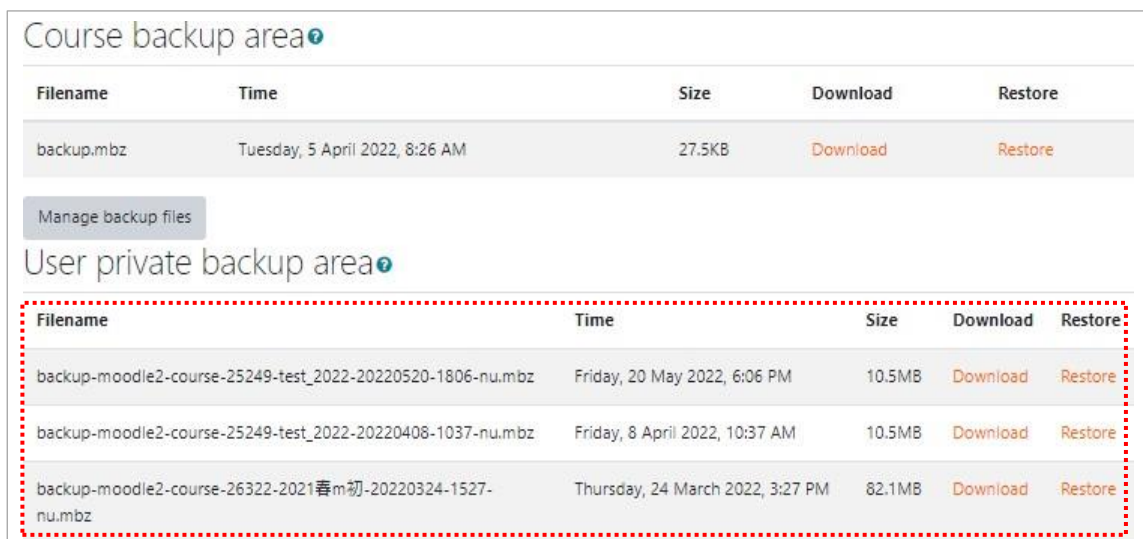 Course backup area
Filename Time Size Download Restore
backup.mbz Tuesday, 5 April 2022, 8:26 AM 27.5KB Download Restore
Manage backup files
User private backup area
Filename Time Size Download Restore
backup-moodle2-course-25249-test_2022-20220520-1806-nu.mbz Friday, 20 May 2022, 6:06 PM 10.5MB Download Restore
backup-moodle2-course-25249-test_2022-20220408-1037-nu.mbz Friday, 8 April 2022, 10:37 AM 10.5MB Download Restore
backup-moodle2-course-26322-2021春m初-20220324-1527- Thursday, 24 March 2022, 3:27 PM 82.1MB Download Restore
nu.mbz